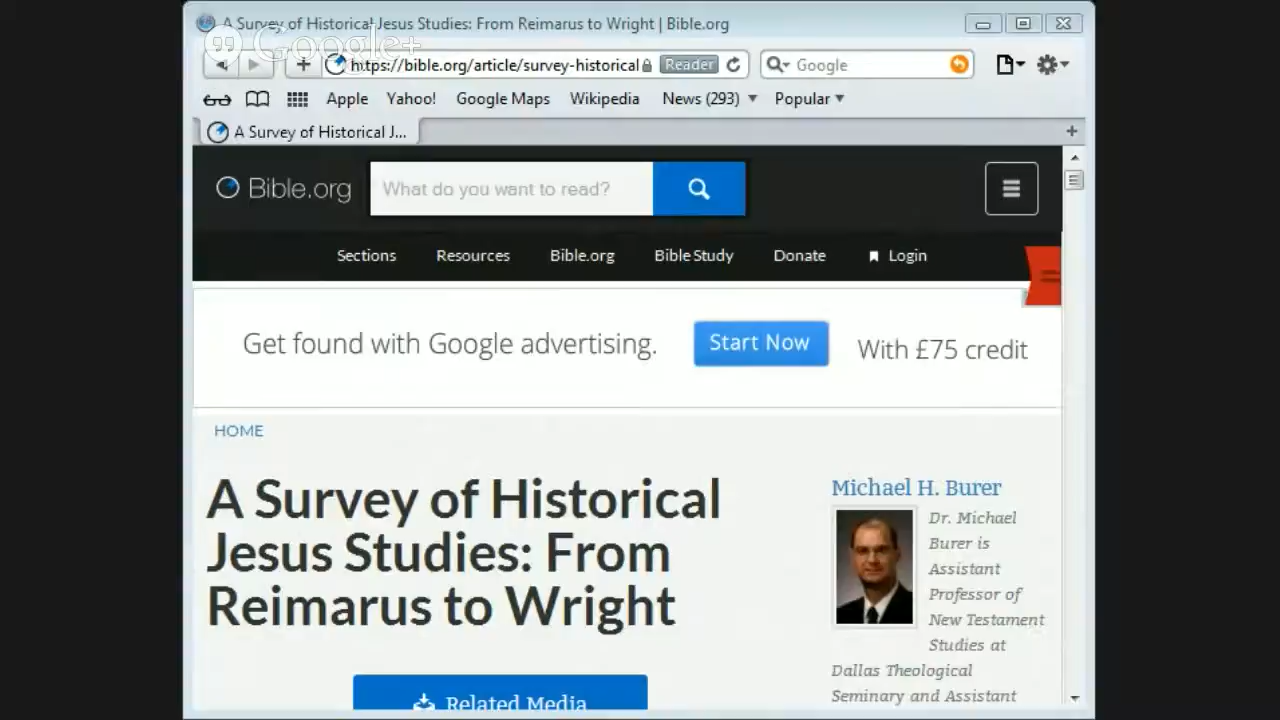 A Survey of Historical Jesus Studies: From Reimarus to Wright | Bible.org
Google+
https://bible.org/article/survey-historical Reader Google
Apple Yahoo! Google Maps Wikipedia News (293) Popular
A Survey of Historical J...
Bible.org What do you want to read?
Sections Resources Bible.org Bible Study Donate Login
Get found with Google advertising. Start Now With £75 credit
HOME
A Survey of Historical
Jesus Studies: From
Reimarus to Wright
Related Media
Michael H. Burer
Dr. Michael
Burer is
Assistant
Professor of
New Testament
Studies at
Dallas Theological
Seminary and Assistant